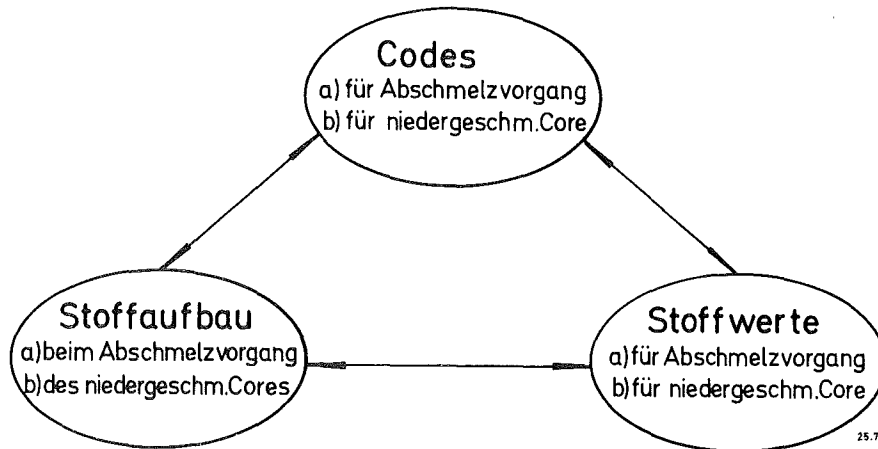 Codes
a) für Abschmelzvorgang
b) für niedergeschm.Core
Stoffaufbau
a) beim Abschmelzvorgang
b) des niedergeschm.Cores
Stoffwerte
a) für Abschmelzvorgang
b) für niedergeschm.Core
25.7